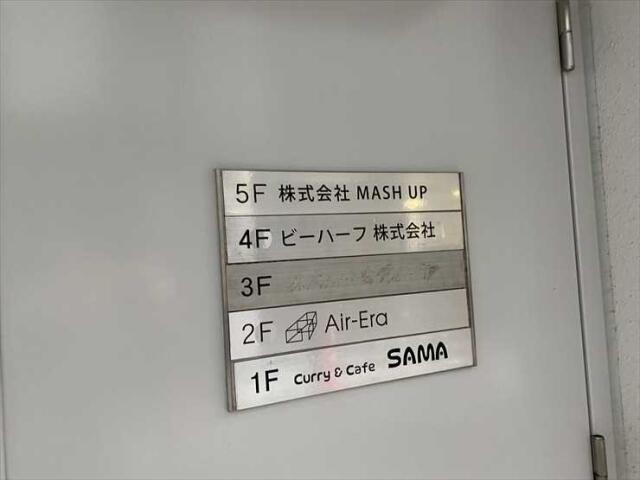 5F 株式会社 MASH UP
4F ビーハーフ 株式会社
3F
2F Air-Era
1F Curry & Cafe SAMA